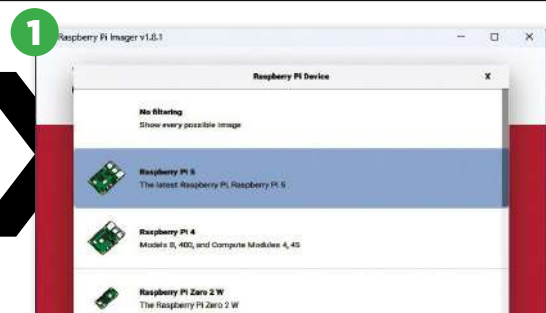 1
Raspberry Pi Imager v1.8.1
Raspberry Pi Device
X
No filtering
Show every possible image
Raspberry Pi 5
The latest Raspberry Pi, Raspberry Pi 5
Raspberry Pi 4
Models B, 400, and Compute Modules 4, 4S
Raspberry Pi Zero 2 W
The Raspberry Pi Zero 2 W